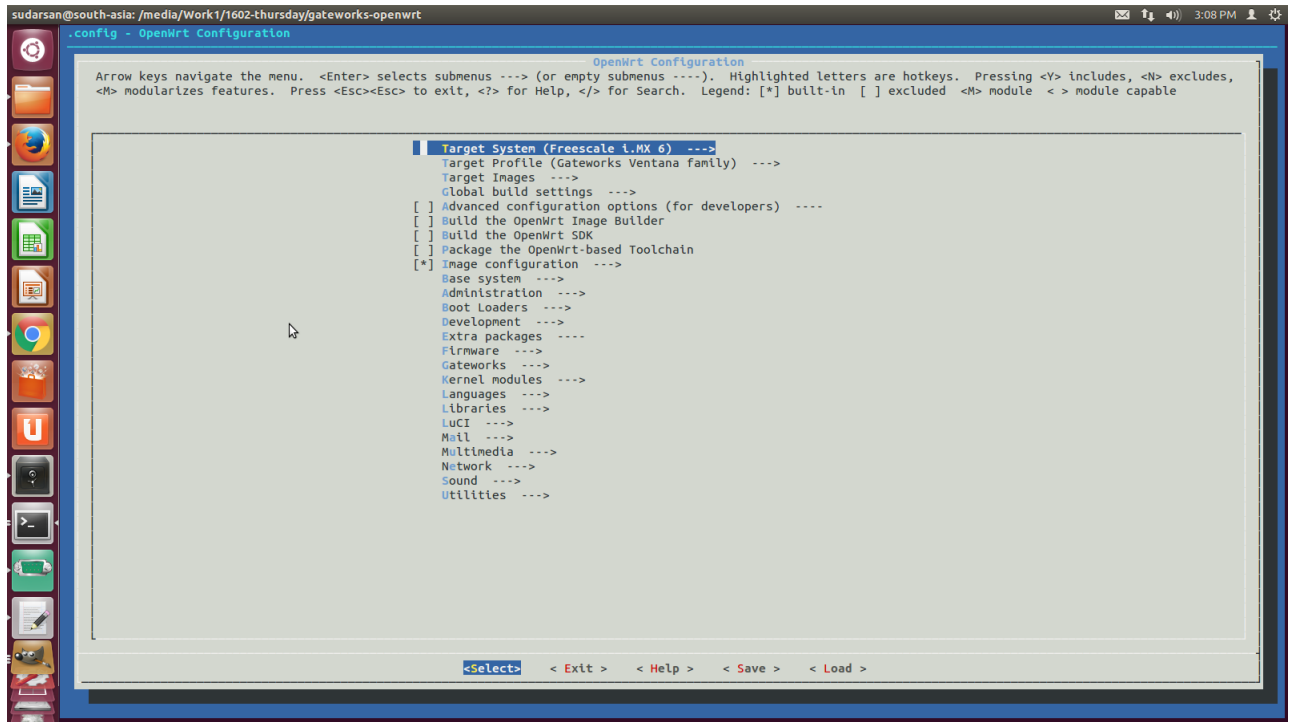 sudarsan@south-asia: /media/Work1/1602-thursday/gateworks-openwrt 3:08 PM
.config - OpenWrt Configuration
OpenWrt Configuration
Arrow keys navigate the menu.  <Enter> selects submenus ---> (or empty submenus ----).  Highlighted letters are hotkeys.  Pressing <Y> includes, <N> excludes,
<M> modularizes features.  Press <Esc><Esc> to exit, <?> for Help, </> for Search.  Legend: [*] built-in  [ ] excluded  <M> module  < > module capable
Target System (Freescale i.MX 6)  --->
Target Profile (Gateworks Ventana family)  --->
Target Images  --->
Global build settings  --->
[ ] Advanced configuration options (for developers)  ----
[ ] Build the OpenWrt Image Builder
[ ] Build the OpenWrt SDK
[ ] Package the OpenWrt-based Toolchain
[*] Image configuration  --->
Base system  --->
Administration  --->
Boot Loaders  --->
Development  --->
Extra packages  ----
Firmware  --->
Gateworks  --->
Kernel modules  --->
Languages  --->
Libraries  --->
LuCI  --->
Mail  --->
Multimedia  --->
Network  --->
Sound  --->
Utilities  --->
<Select>    < Exit >    < Help >    < Save >    < Load >